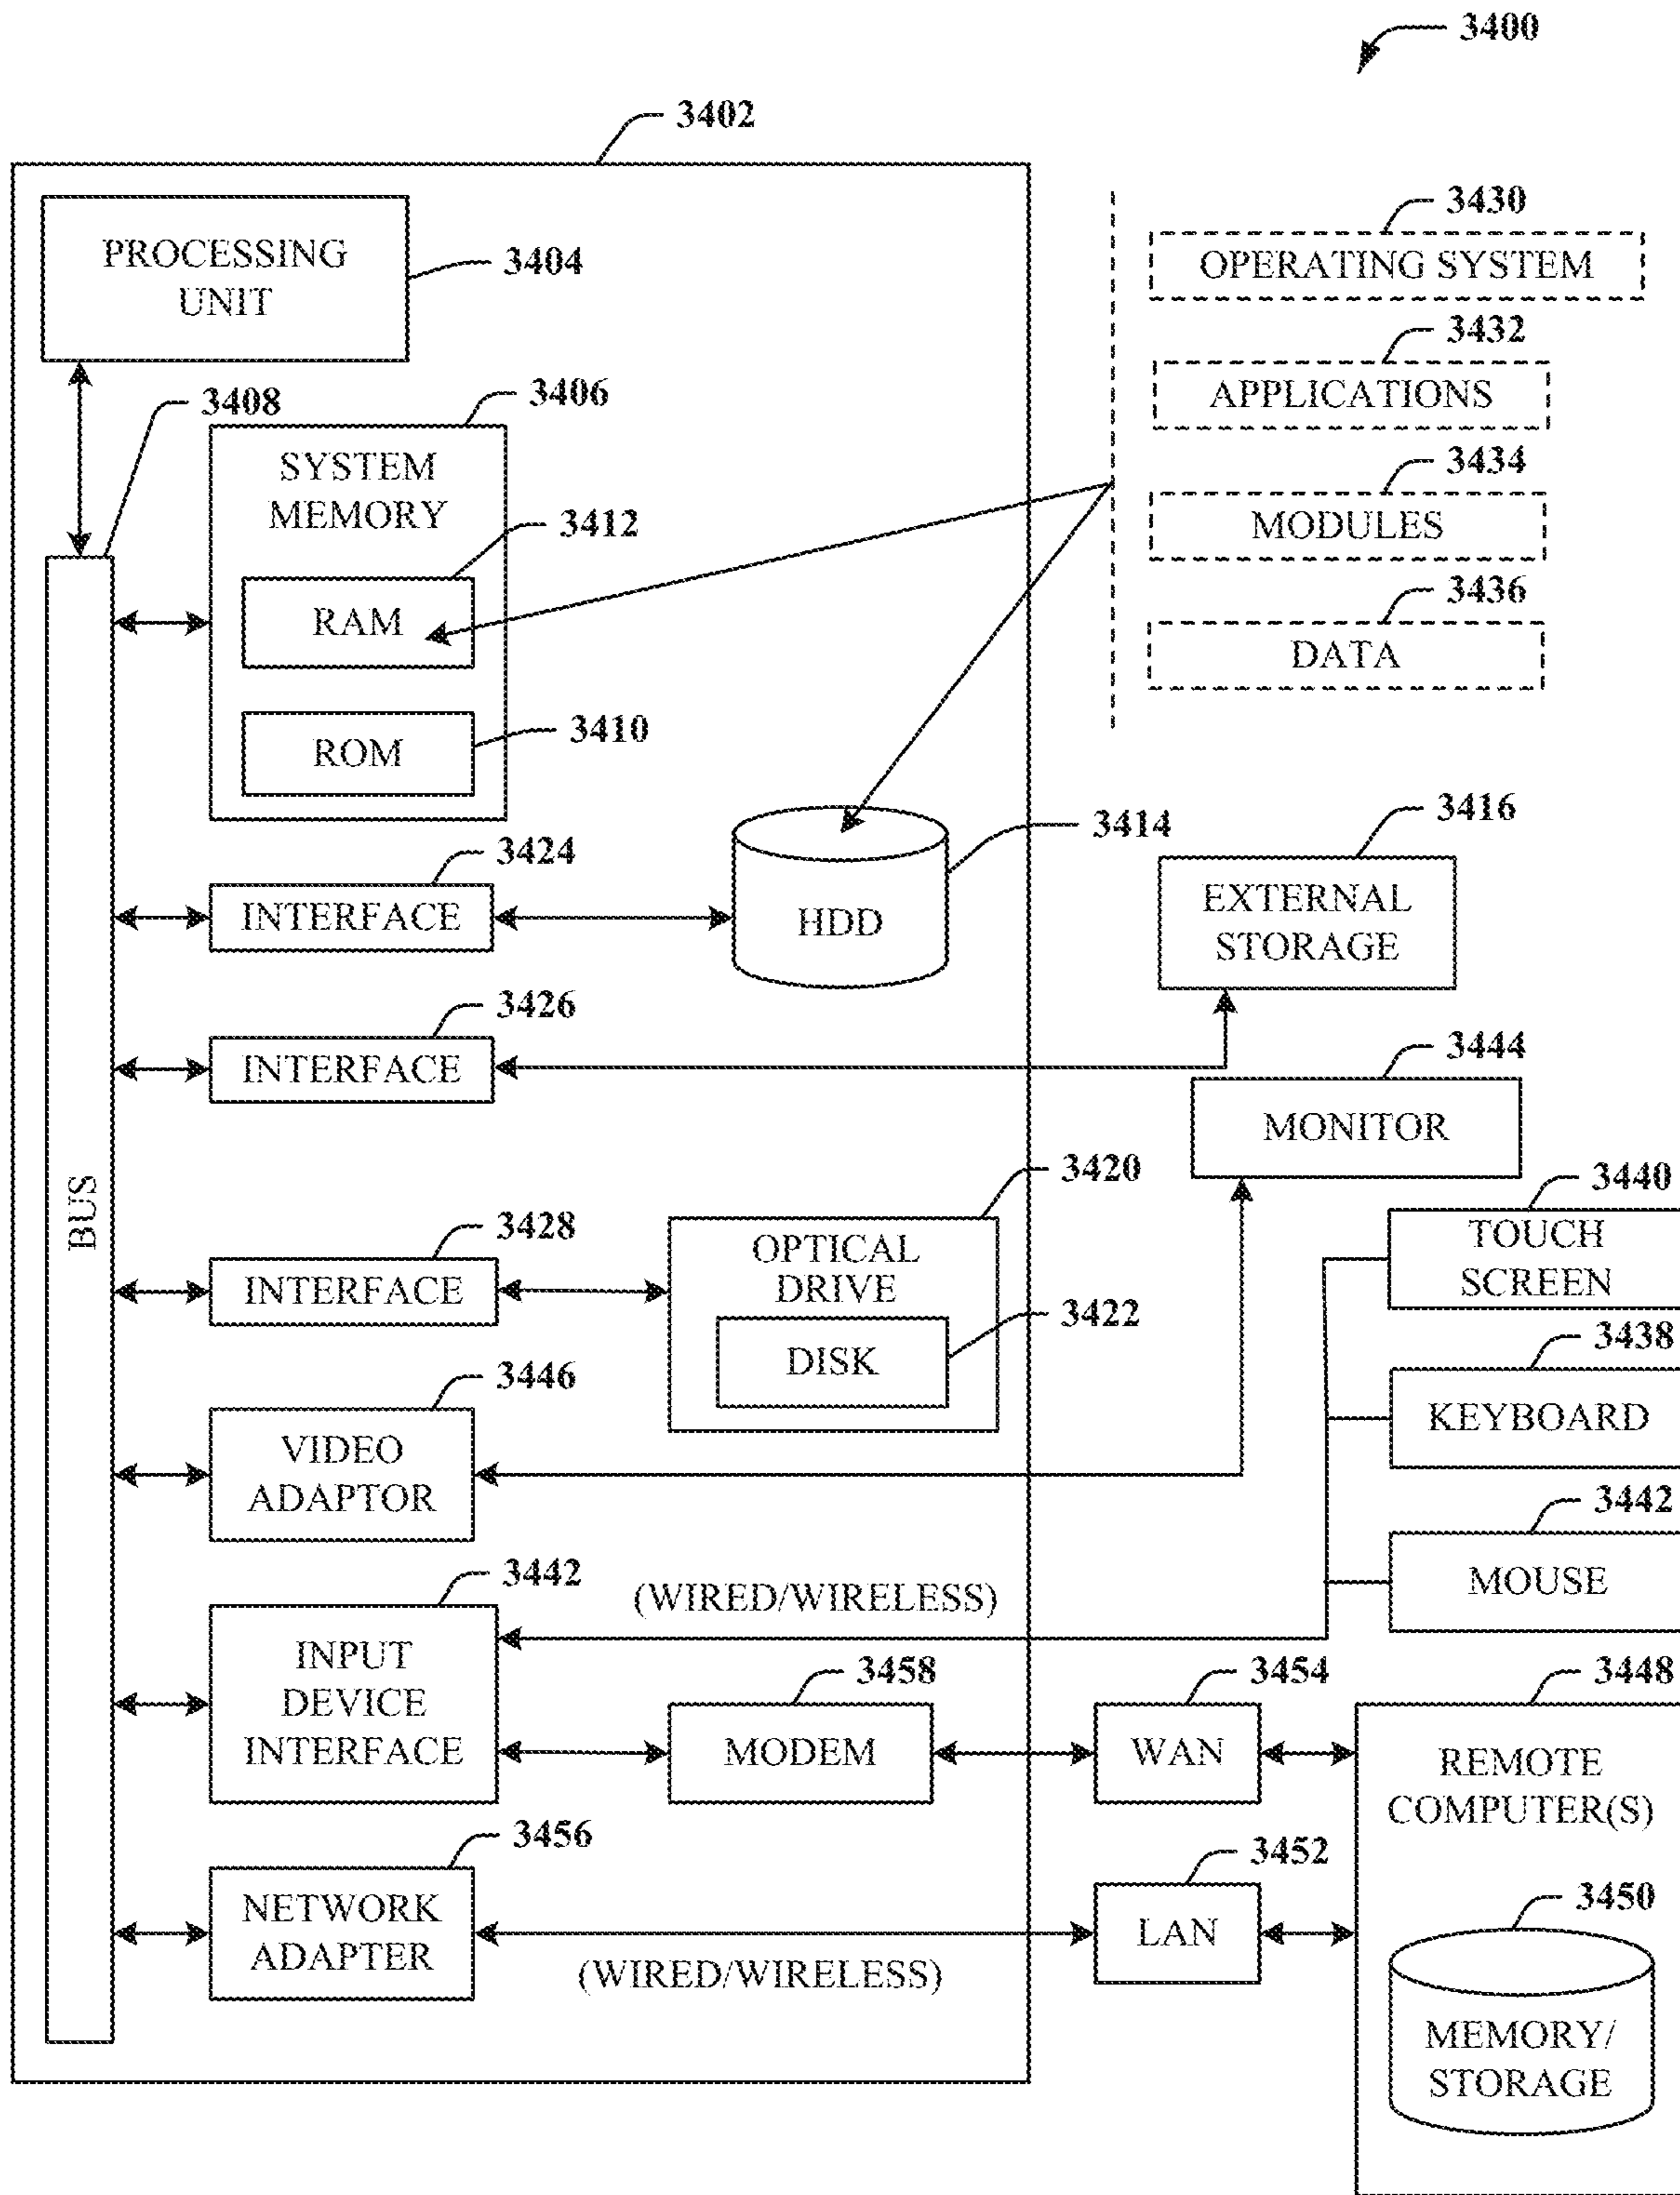 3400
3402
PROCESSING
UNIT
3404
3430
OPERATING SYSTEM
3432
APPLICATIONS
3434
MODULES
3436
DATA
3408
3406
SYSTEM
MEMORY
3412
RAM
3410
ROM
3424
INTERFACE
3414
HDD
3416
EXTERNAL
STORAGE
3426
INTERFACE
3444
MONITOR
BUS
3428
INTERFACE
3420
OPTICAL
DRIVE
3422
DISK
3440
TOUCH
SCREEN
3438
KEYBOARD
3442
MOUSE
3446
VIDEO
ADAPTOR
3442
INPUT
DEVICE
INTERFACE
(WIRED/WIRELESS)
3458
MODEM
3454
WAN
3448
REMOTE
COMPUTER(S)
3456
NETWORK
ADAPTER
(WIRED/WIRELESS)
3452
LAN
3450
MEMORY/
STORAGE